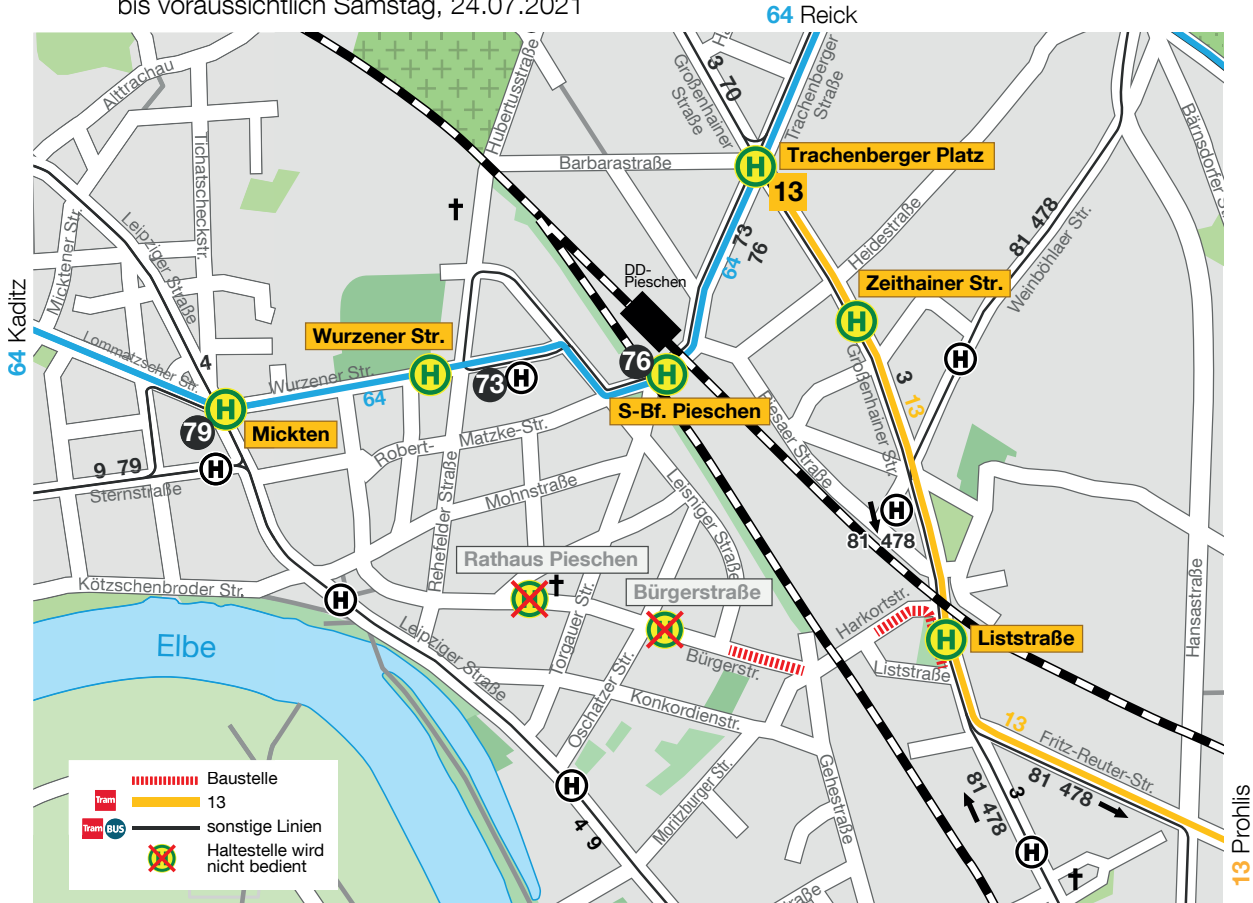 bis voraussichtlich Samstag, 24.07.2021
64 Reick
Alttrachau
Hubertusstraße
3 70
Großenhainer
Straße
Trachenberger
Straße
Bärnsdorfer
Tichatscheckstr.
Barbarastraße
Trachenberger Platz
13
Micktener Str.
Leipziger Straße
73
76
64
Heidestraße
81 478
Weinböhlaer Str.
DD-
Pieschen
Zeithainer Str.
64 Kaditz
Wurzener Str.
Lommatzscher Str.
4
Wurzener Str.
64
73
H
76
S-Bf. Pieschen
Mickten
79
Riesaer Straße
Großenhainer Str.
3
13
9 79
Sternstraße
Robert-
Matzke-Str.
Rehefelder Straße
Mohnstraße
Leisniger Straße
81 478
Rathaus Pieschen
Bürgerstraße
Kötzschenbroder Str.
Torgauer Str.
Harkortstr.
Liststraße
Hansastraße
Elbe
Leipziger Straße
Oschatzer Str.
Bürgerstr.
Liststraße
Konkordienstr.
13
Fritz-Reuter-Str.
Moritzburger Str.
Gehestraße
81 478
3
81 478
4 9
13 Prohlis
Baustelle
Tram
13
Tram BUS
sonstige Linien
H
Haltestelle wird
nicht bedient